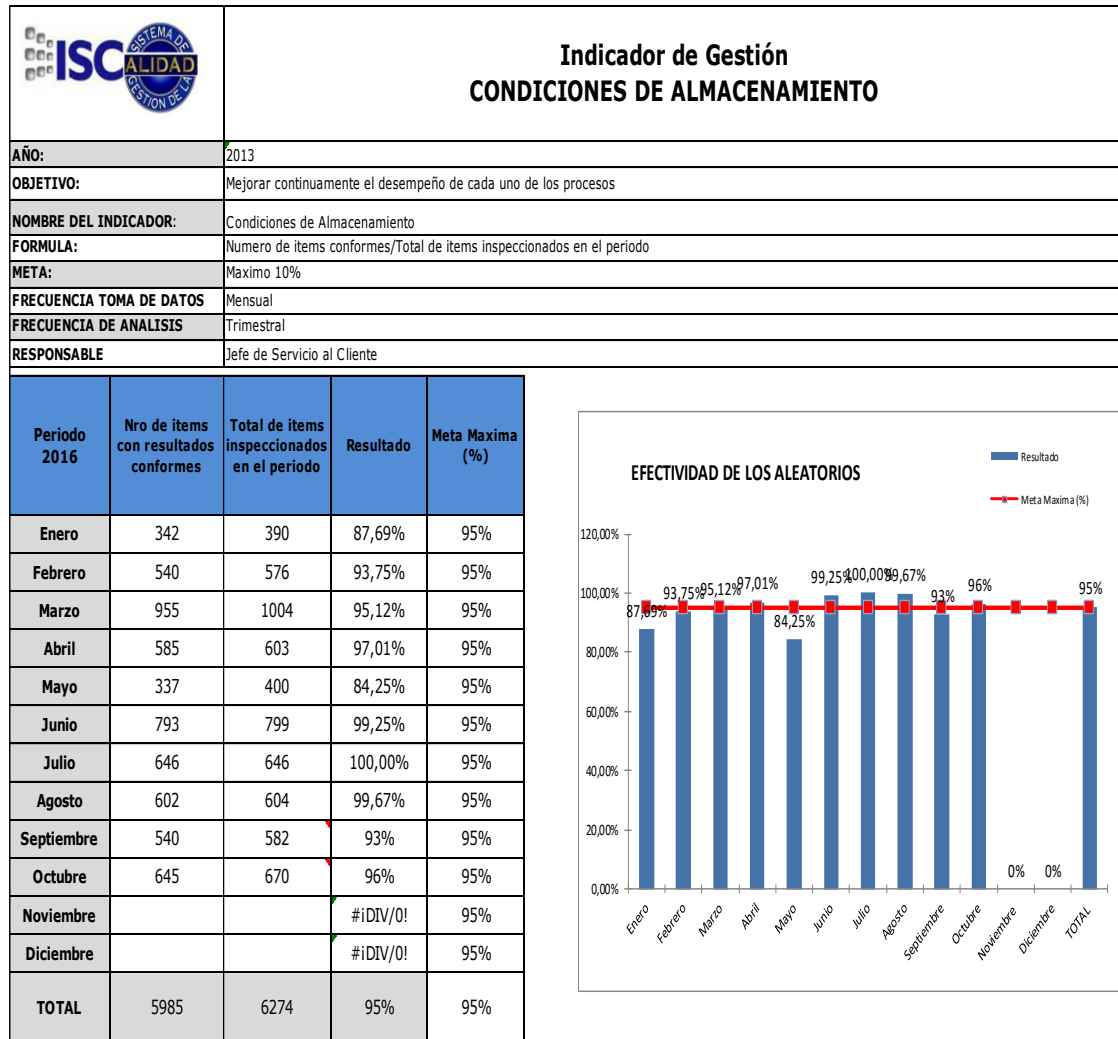 ISC
SISTEMA DE
ALIDAD
GESTION DE LA
Indicador de Gestión
CONDICIONES DE ALMACENAMIENTO
AÑO: 2013
OBJETIVO: Mejorar continuamente el desempeño de cada uno de los procesos
NOMBRE DEL INDICADOR: Condiciones de Almacenamiento
FORMULA: Numero de items conformes/Total de items inspeccionados en el periodo
META: Maximo 10%
FRECUENCIA TOMA DE DATOS Mensual
FRECUENCIA DE ANALISIS Trimestral
RESPONSABLE Jefe de Servicio al Cliente
Periodo
2016
Nro de items
con resultados
conformes
Total de items
inspeccionados
en el periodo
Resultado
Meta Maxima
(%)
Enero 342 390 87,69% 95%
Febrero 540 576 93,75% 95%
Marzo 955 1004 95,12% 95%
Abril 585 603 97,01% 95%
Mayo 337 400 84,25% 95%
Junio 793 799 99,25% 95%
Julio 646 646 100,00% 95%
Agosto 602 604 99,67% 95%
Septiembre 540 582 93% 95%
Octubre 645 670 96% 95%
Noviembre #¡DIV/0! 95%
Diciembre #¡DIV/0! 95%
TOTAL 5985 6274 95% 95%
EFECTIVIDAD DE LOS ALEATORIOS
Resultado
Meta Maxima (%)
120,00%
100,00%
80,00%
60,00%
40,00%
20,00%
0,00%
87,69% 93,75% 95,12% 97,01% 84,25% 99,25% 100,00% 99,67% 93% 96% 0% 0% 95%
Enero Febrero Marzo Abril Mayo Junio Julio Agosto Septiembre Octubre Noviembre Diciembre TOTAL